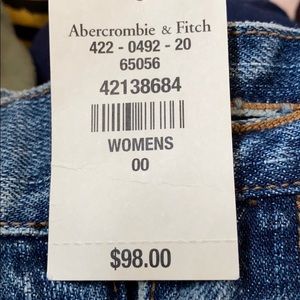 Abercrombie & Fitch
422 - 0492 - 20
65056
42138684
WOMENS
00
$98.00